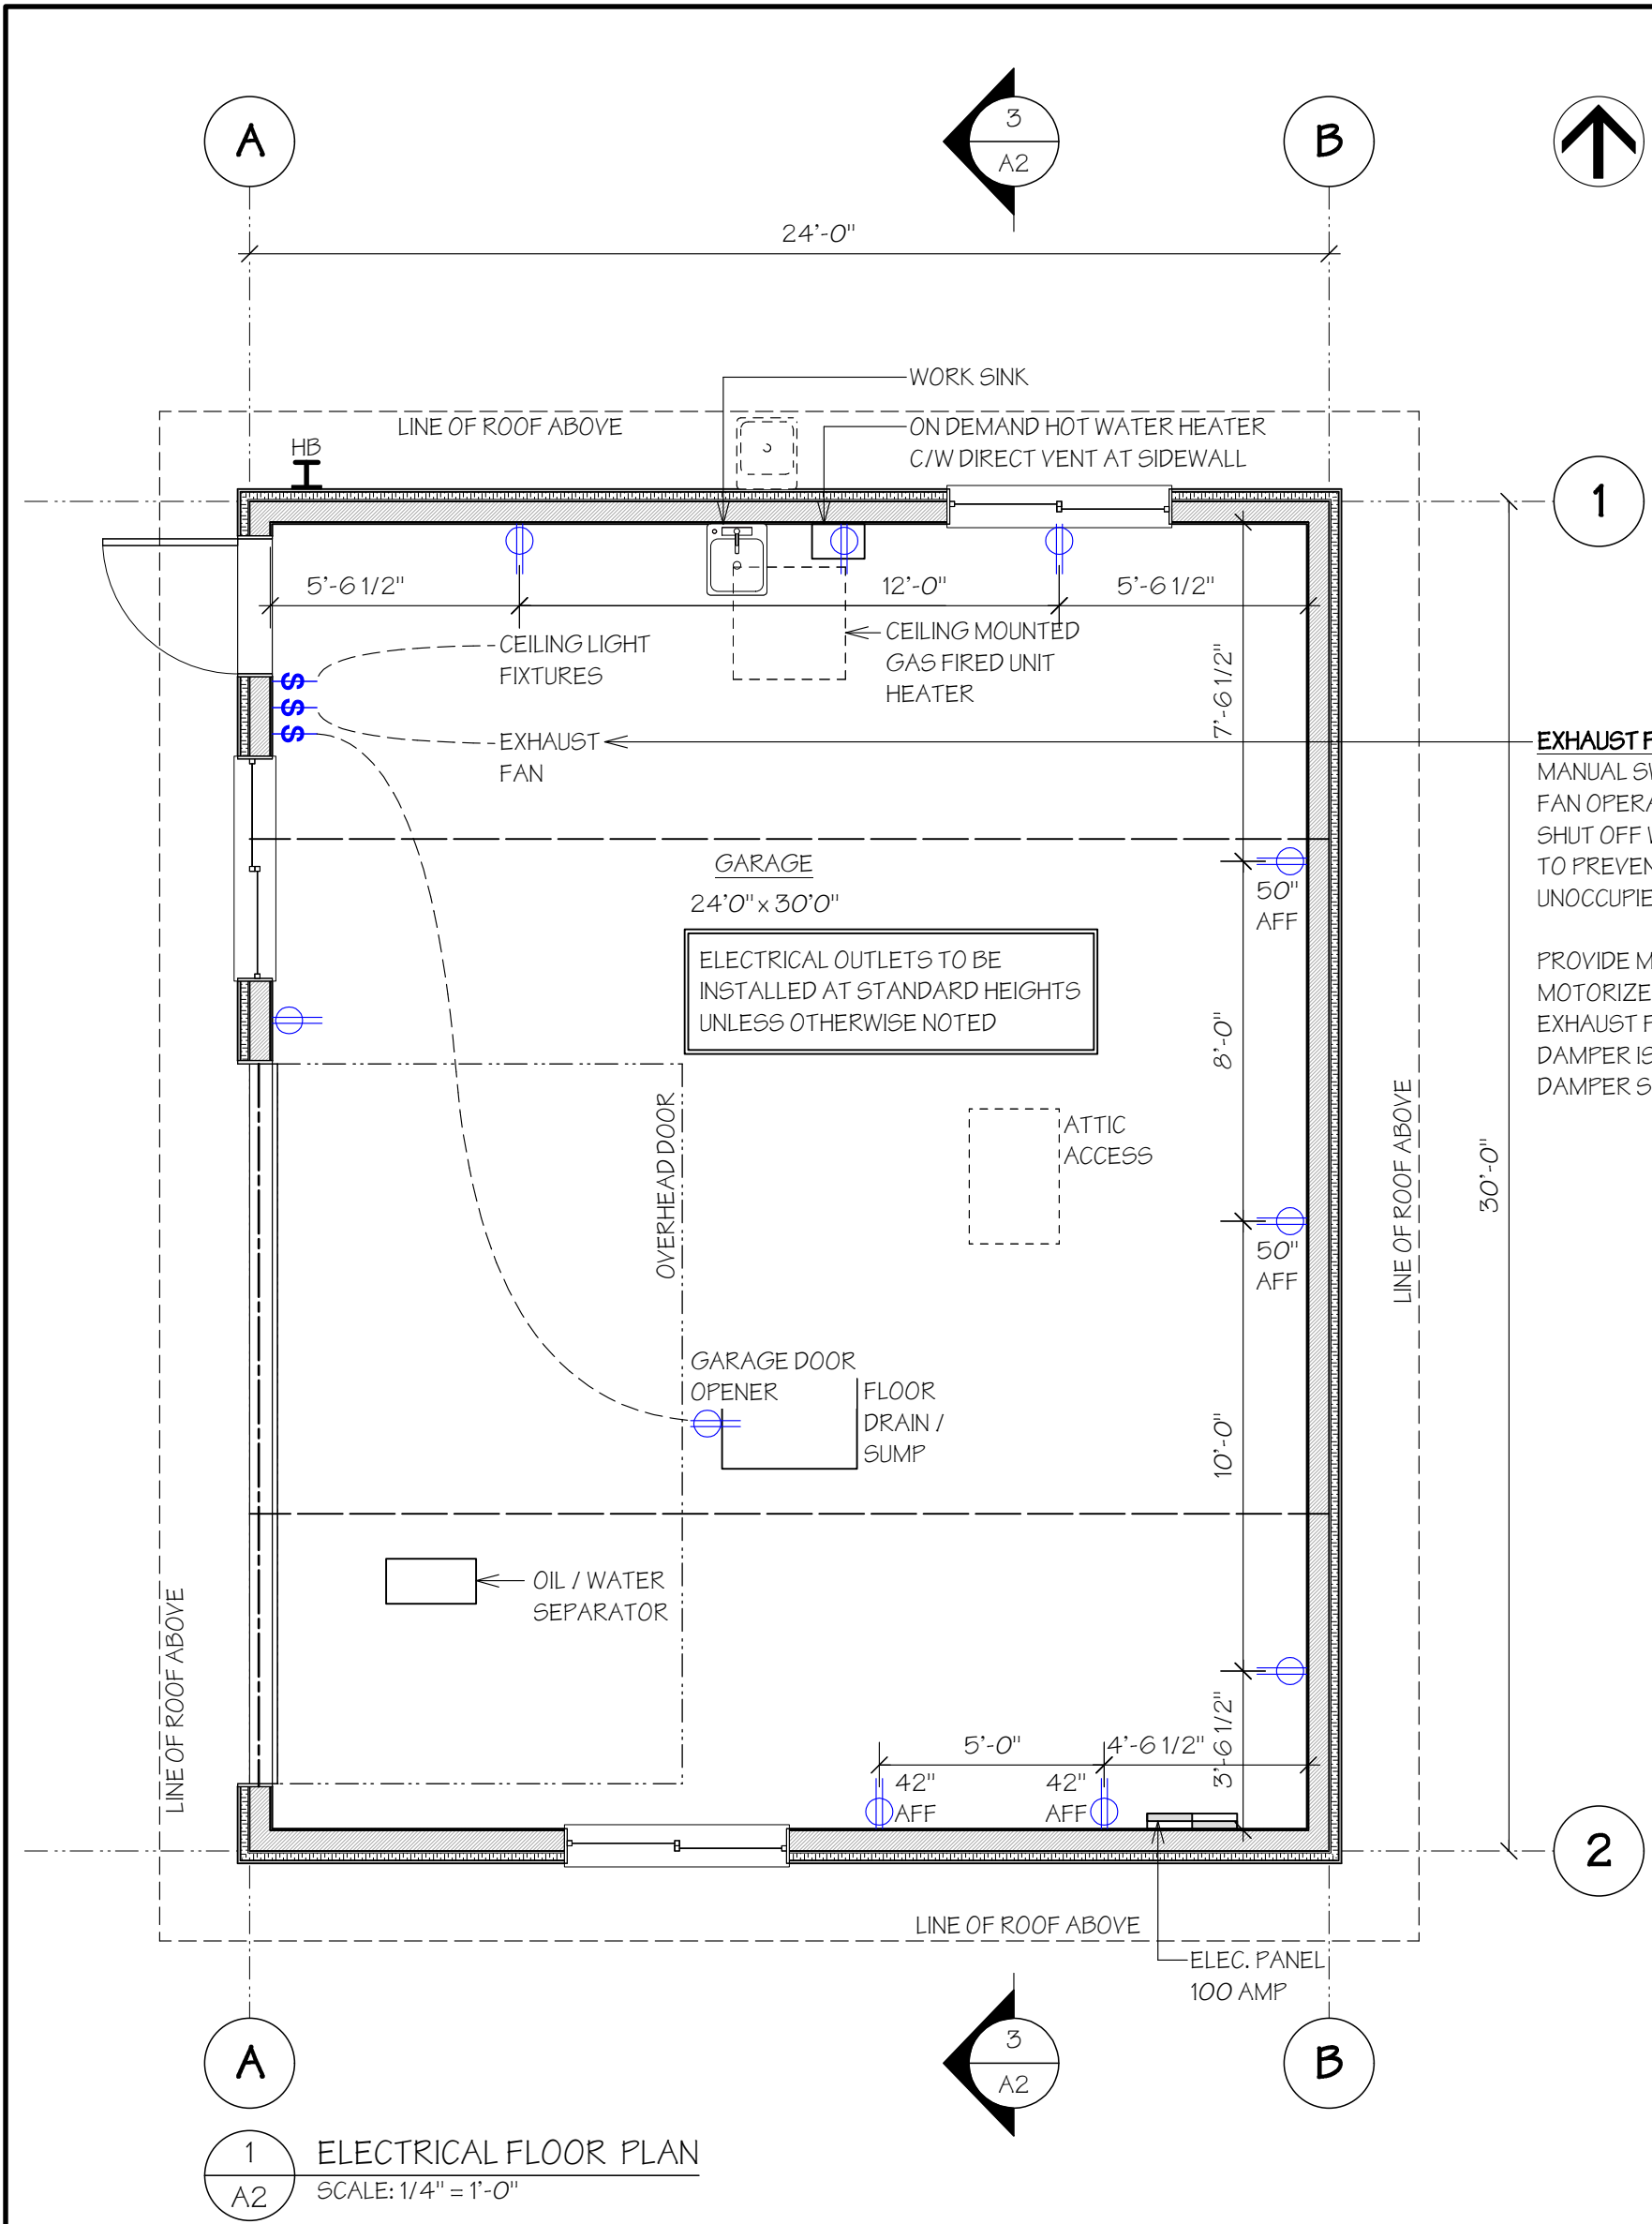 A
3
A2
B
24'-0"
WORK SINK
LINE OF ROOF ABOVE
ON DEMAND HOT WATER HEATER
C/W DIRECT VENT AT SIDEWALL
HB
1
5'-6 1/2"
12'-0"
5'-6 1/2"
CEILING LIGHT
FIXTURES
CEILING MOUNTED
GAS FIRED UNIT
HEATER
7'-6 1/2"
S
S
S
EXHAUST
FAN
EXHAUST
MANUAL
FAN
SHUT OFF
TO
GARAGE
24'0" x 30'0"
50"
AFF
ELECTRICAL OUTLETS TO BE
INSTALLED AT STANDARD HEIGHTS
UNLESS OTHERWISE NOTED
PROVIDE
EXHAUST
DAMPER
DAMPER
8'-0"
OVERHEAD DOOR
ATTIC
ACCESS
LINE OF ROOF ABOVE
30'-0"
50"
AFF
GARAGE DOOR
OPENER
FLOOR
DRAIN /
SUMP
10'-0"
OIL / WATER
SEPARATOR
LINE OF ROOF ABOVE
3'-6 1/2"
5'-0"
4'-6 1/2"
42"
AFF
42"
AFF
2
LINE OF ROOF ABOVE
ELEC. PANEL
100 AMP
A
3
A2
B
1
A2
ELECTRICAL FLOOR PLAN
SCALE: 1/4" = 1'-0"